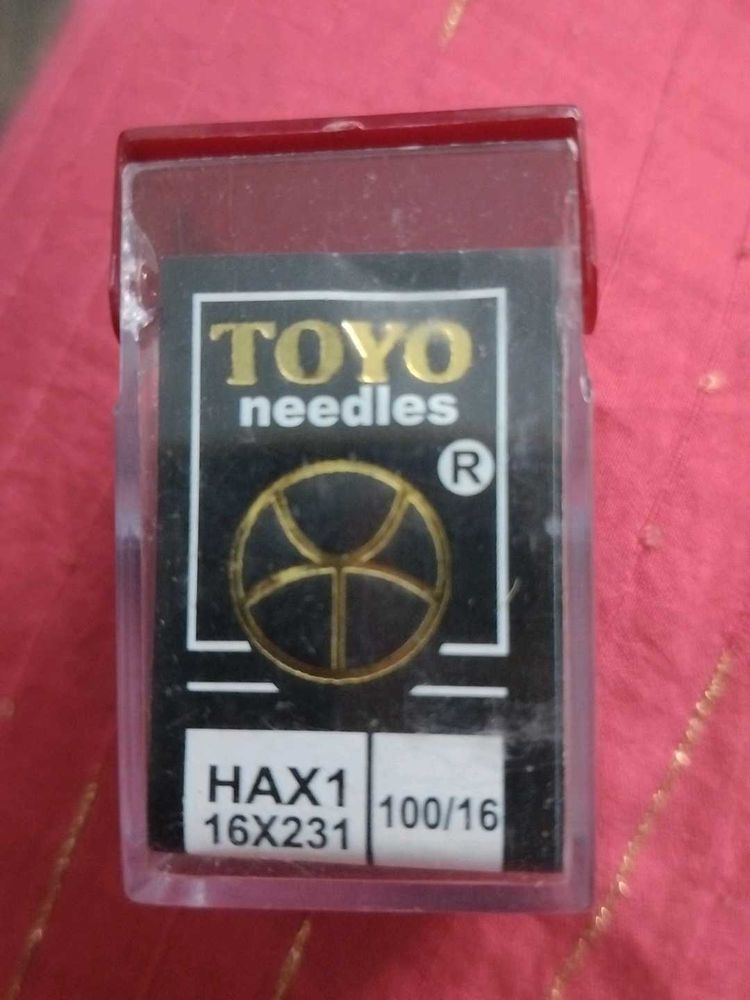 TOYO
needles
®
HAX1
16X231
100/16